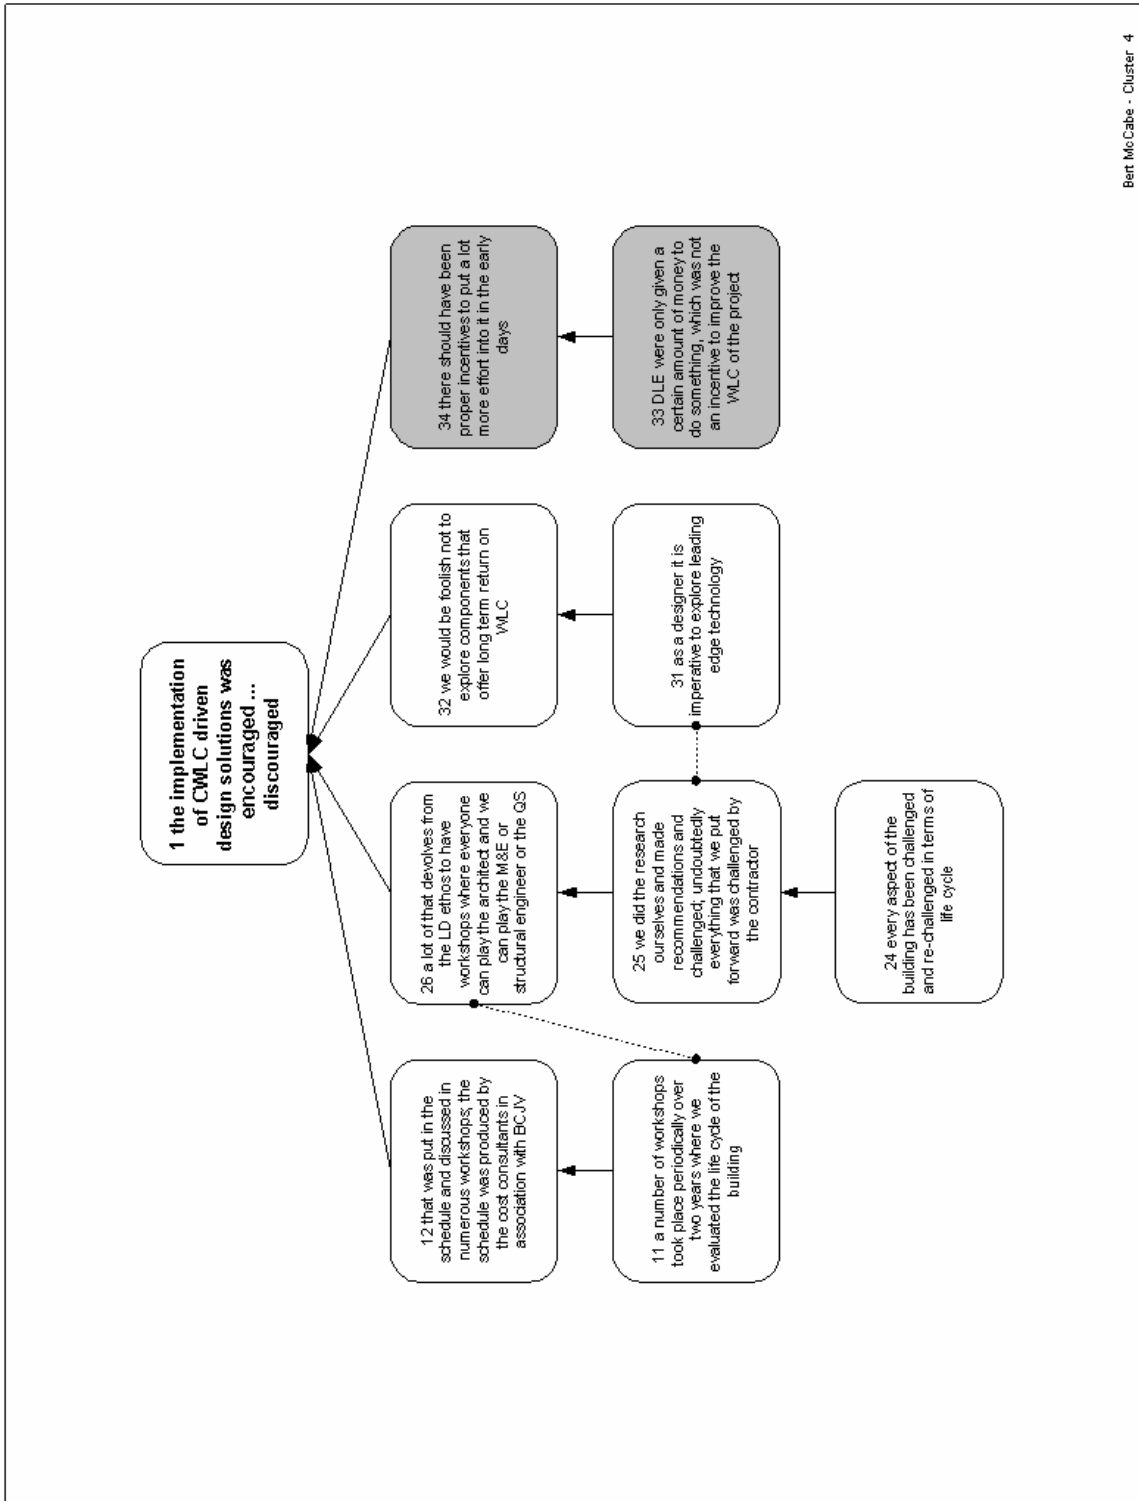 1 the implementation
of CWLC driven
design solutions was
encouraged ...
discouraged
12 that was put in the
schedule and discussed in
numerous workshops; the
schedule was produced by
the cost consultants in
association with BCJV
26 a lot of that devolves from
the LD ethos to have
workshops where everyone
can play the architect and we
can play the M&E or
structural engineer or the QS
32 we would be foolish not to
explore components that
offer long term return on
WLC
34 there should have been
proper incentives to put a lot
more effort into it in the early
days
11 a number of workshops
took place periodically over
two years where we
evaluated the life cycle of the
building
25 we did the research
ourselves and made
recommendations and
challenged; undoubtedly
everything that we put
forward was challenged by
the contractor
31 as a designer it is
imperative to explore leading
edge technology
33 DLE were only given a
certain amount of money to
do something, which was not
an incentive to improve the
WLC of the project
24 every aspect of the
building has been challenged
and re-challenged in terms of
life cycle
Bert McCabe - Cluster 4